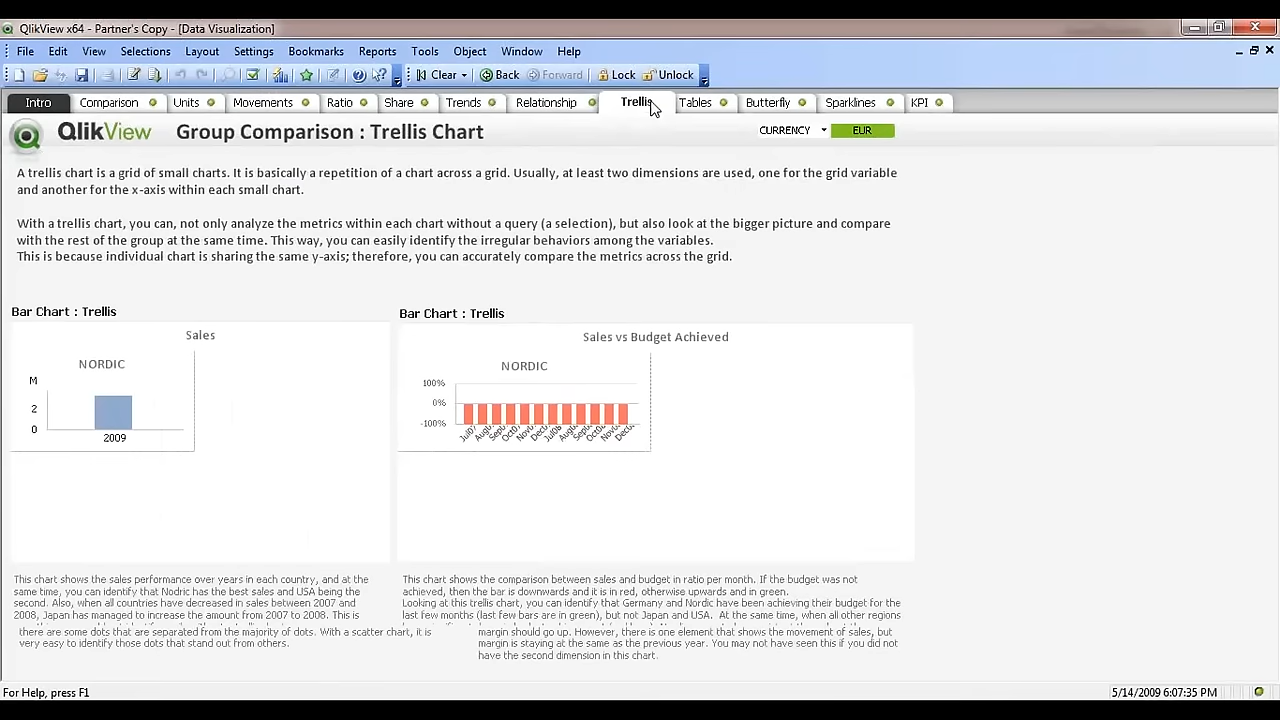 QlikView x64 - Partner's Copy - [Data Visualization]
File Edit View Selections Layout Settings Bookmarks Reports Tools Object Window Help
Clear Back Forward Lock Unlock
Intro Comparison Units Movements Ratio Share Trends Relationship Trellis Tables Butterfly Sparklines KPI
QlikView Group Comparison : Trellis Chart CURRENCY EUR
A trellis chart is a grid of small charts. It is basically a repetition of a chart across a grid. Usually, at least two dimensions are used, one for the grid variable
and another for the x-axis within each small chart.
With a trellis chart, you can, not only analyze the metrics within each chart without a query (a selection), but also look at the bigger picture and compare
with the rest of the group at the same time. This way, you can easily identify the irregular behaviors among the variables.
This is because individual chart is sharing the same y-axis; therefore, you can accurately compare the metrics across the grid.
Bar Chart : Trellis
Sales
NORDIC
M
2
0
2009
Bar Chart : Trellis
Sales vs Budget Achieved
NORDIC
100%
0%
-100%
This chart shows the sales performance over years in each country, and at the
same time, you can identify that Nodric has the best sales and USA being the
second. Also, when all countries have decreased in sales between 2007 and
2008, Japan has managed to increase the amount from 2007 to 2008. This is
there are some dots that are separated from the majority of dots. With a scatter chart, it is
very easy to identify those dots that stand out from others.
This chart shows the comparison between sales and budget in ratio per month. If the budget was not
achieved, then the bar is downwards and it is in red, otherwise upwards and in green.
Looking at this trellis chart, you can identify that Germany and Nordic have been achieving their budget for the
last few months (last few bars are in green), but not Japan and USA. At the same time, when all other regions
margin should go up. However, there is one element that shows the movement of sales, but
margin is staying at the same as the previous year. You may not have seen this if you did not
have the second dimension in this chart.
For Help, press F1
5/14/2009 6:07:35 PM